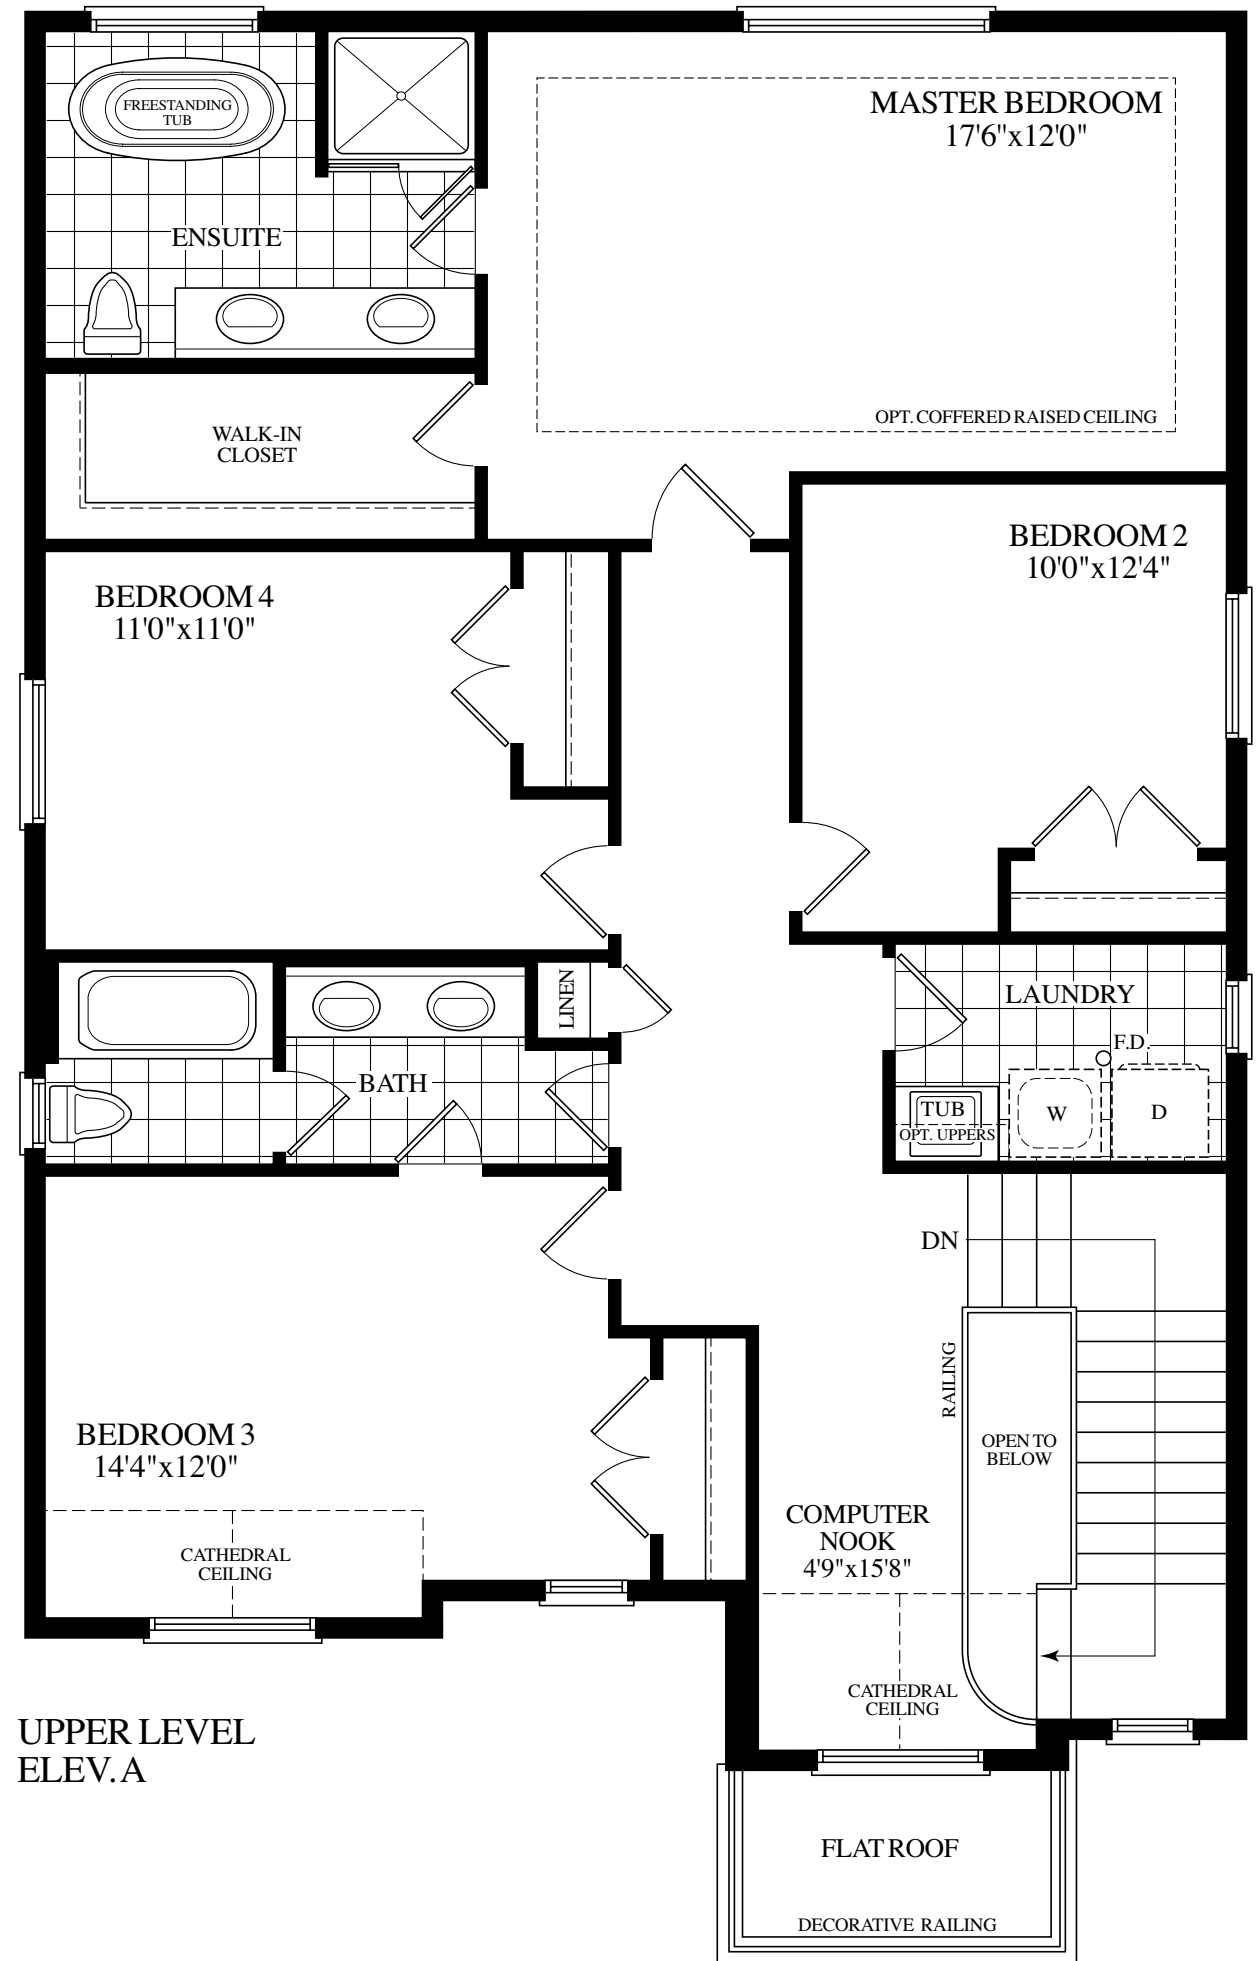 FREESTANDING
TUB
MASTER BEDROOM
17'6"x12'0"
ENSUITE
OPT. COFFERED RAISED CEILING
WALK-IN
CLOSET
BEDROOM 2
10'0"x12'4"
BEDROOM 4
11'0"x11'0"
LINEN
LAUNDRY
F.D.
BATH
TUB
OPT. UPPERS
W
D
DN
RAILING
OPEN TO
BELOW
BEDROOM 3
14'4"x12'0"
CATHEDRAL
CEILING
COMPUTER
NOOK
4'9"x15'8"
CATHEDRAL
CEILING
UPPER LEVEL
ELEV. A
FLAT ROOF
DECORATIVE RAILING